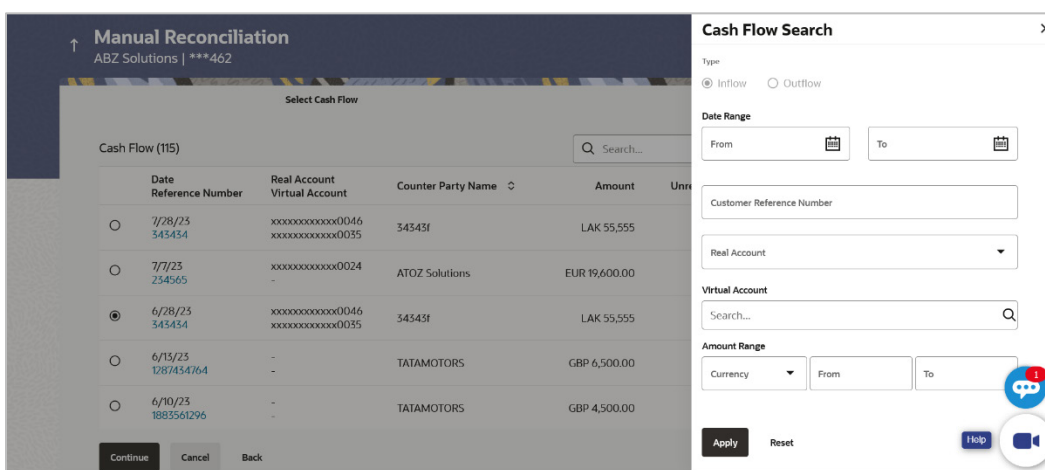 Manual Reconciliation
ABZ Solutions | ***462
Select Cash Flow
Cash Flow (115)
Search...
Date
Reference Number
Real Account
Virtual Account
Counter Party Name
Amount
Unre
7/28/23
343434
xxxxxxxxxxxx0046
xxxxxxxxxxxx0035
34343f
LAK 55,555
7/7/23
234565
xxxxxxxxxxxx0024
-
ATOZ Solutions
EUR 19,600.00
6/28/23
343434
xxxxxxxxxxxx0046
xxxxxxxxxxxx0035
34343f
LAK 55,555
6/13/23
1287434764
-
-
TATAMOTORS
GBP 6,500.00
6/10/23
1883561296
-
-
TATAMOTORS
GBP 4,500.00
Continue
Cancel
Back
Cash Flow Search
Type
Inflow
Outflow
Date Range
From
To
Customer Reference Number
Real Account
Virtual Account
Search...
Amount Range
Currency
From
To
1
Apply
Reset
Help